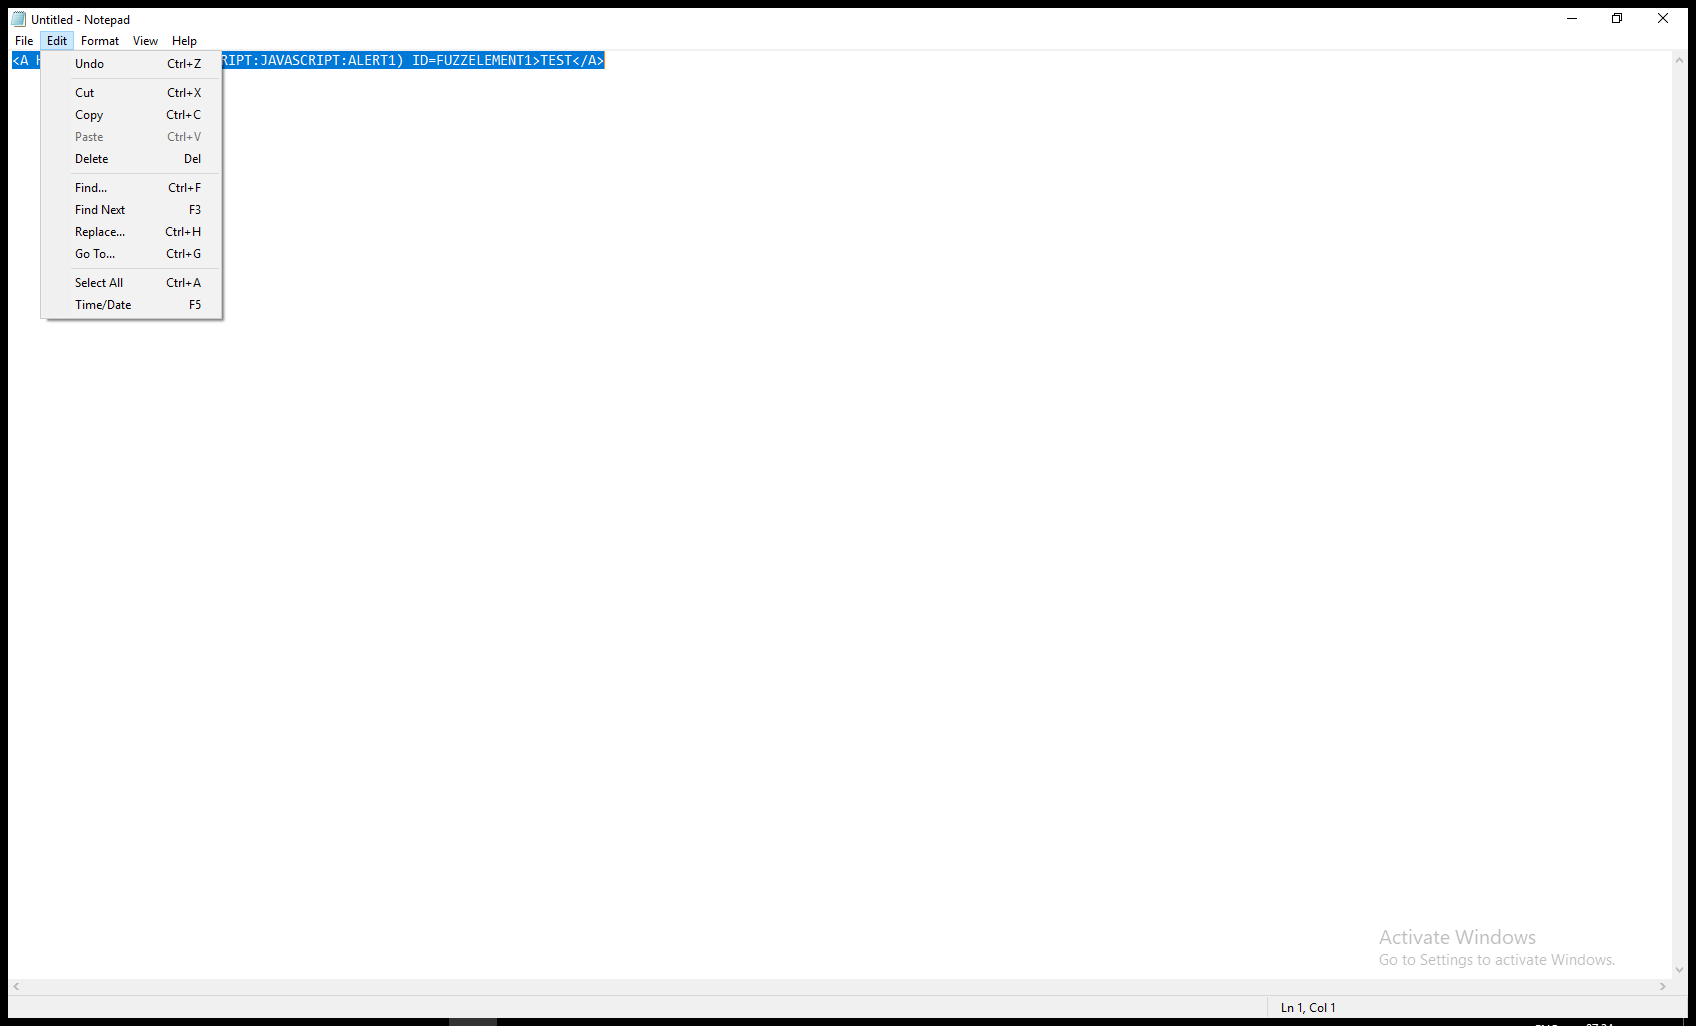 Untitled - Notepad
File Edit Format View Help
<A RIPT:JAVASCRIPT:ALERT1) ID=FUZZELEMENT1>TEST</A>
Undo Ctrl+Z
Cut Ctrl+X
Copy Ctrl+C
Paste Ctrl+V
Delete Del
Find... Ctrl+F
Find Next F3
Replace... Ctrl+H
Go To... Ctrl+G
Select All Ctrl+A
Time/Date F5
Activate Windows
Go to Settings to activate Windows.
Ln 1, Col 1